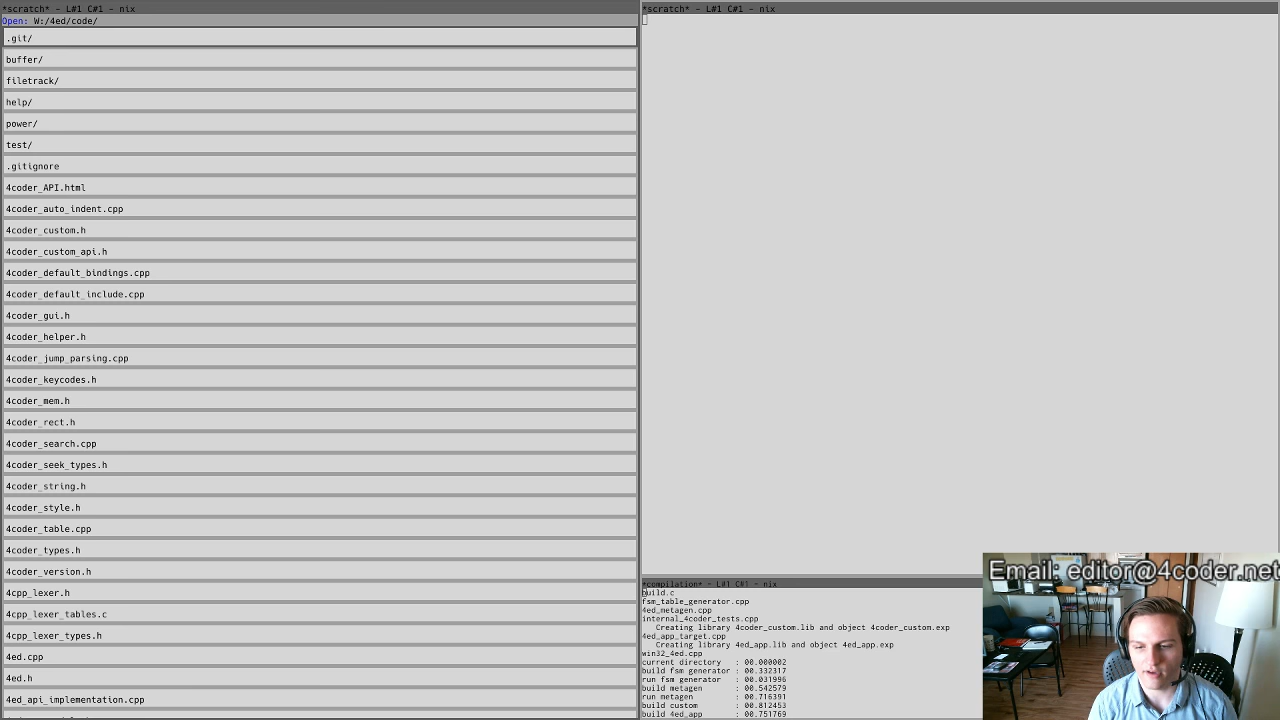 *scratch* - L#1 C#1 - nix
Open: W:/4ed/code/
.git/
buffer/
filetrack/
help/
power/
test/
.gitignore
4coder_API.html
4coder_auto_indent.cpp
4coder_custom.h
4coder_custom_api.h
4coder_default_bindings.cpp
4coder_default_include.cpp
4coder_gui.h
4coder_helper.h
4coder_jump_parsing.cpp
4coder_keycodes.h
4coder_mem.h
4coder_rect.h
4coder_search.cpp
4coder_seek_types.h
4coder_string.h
4coder_style.h
4coder_table.cpp
4coder_types.h
4coder_version.h
4cpp_lexer.h
4cpp_lexer_tables.c
4cpp_lexer_types.h
4ed.cpp
4ed.h
4ed_api_implementation.cpp
*scratch* - L#1 C#1 - nix
*compilation* - L#1 C#1 - nix
build.c
fsm_table_generator.cpp
4ed_metagen.cpp
internal_4coder_tests.cpp
Creating library 4coder_custom.lib and object 4coder_custom.exp
4ed_app_target.cpp
Creating library 4ed_app.lib and object 4ed_app.exp
win32_4ed.cpp
current directory : 00.000002
build fsm generator : 00.332317
run fsm generator : 00.031996
build metagen : 00.542579
run metagen : 00.716391
build custom : 00.812453
build 4ed_app : 00.751769
Email: editor@4coder.net